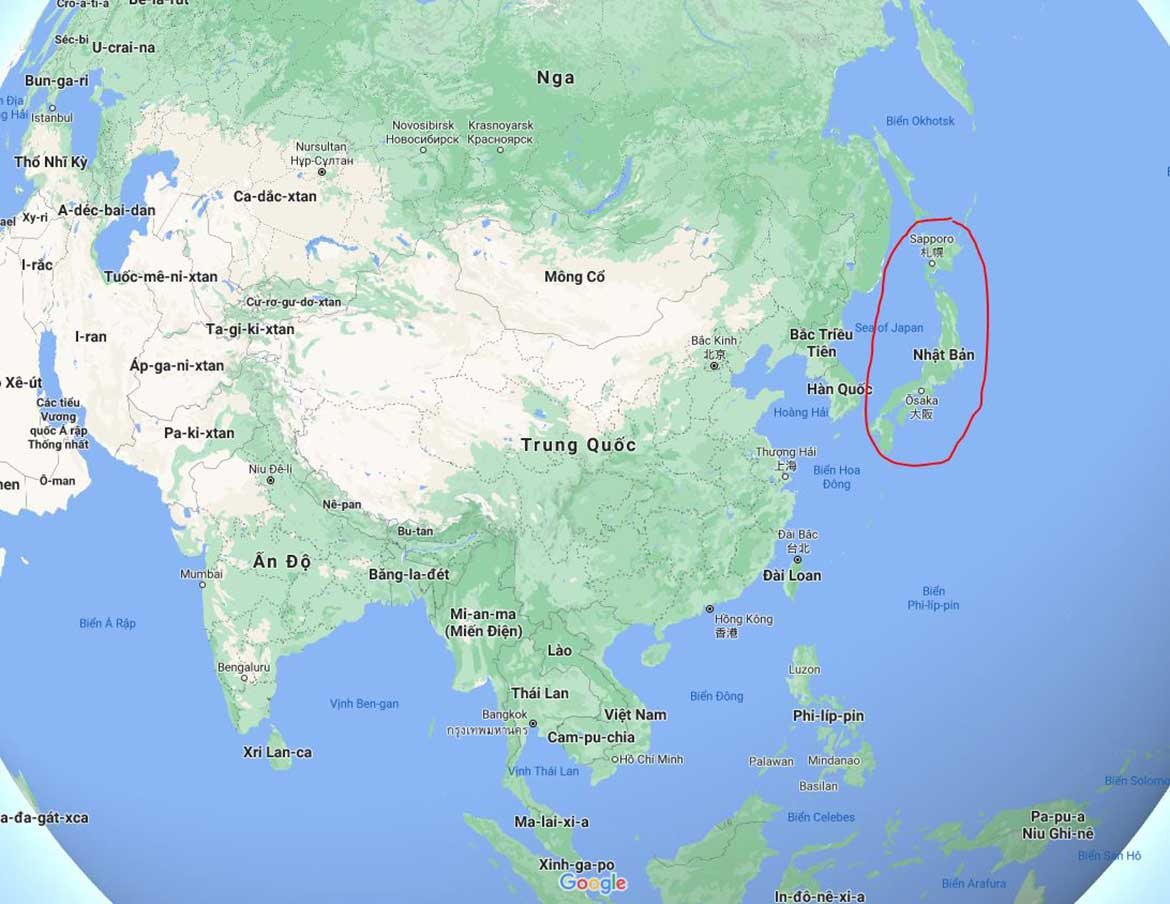 Cro-a-ti-a
Bê-la-rút
Séc-bi
U-crai-na
Bun-ga-ri
Nga
Istanbul
Biển Okhotsk
Novosibirsk
Новосибирск
Krasnoyarsk
Красноярск
Nursultan
Нұр-Сұлтан
Thổ Nhĩ Kỳ
Ca-dắc-xtan
Xy-ri
A-déc-bai-dan
Sapporo
札幌
I-rắc
Tuốc-mê-ni-xtan
Mông Cổ
Cư-rơ-gư-dơ-xtan
Ta-gi-ki-xtan
I-ran
Sea of Japan
Bắc Triều
Tiên
Bắc Kinh
北京
Nhật Bản
Áp-ga-ni-xtan
Xê-út
Hàn Quốc
Ōsaka
大阪
Các tiểu
Vương
quốc Ả rập
Thống nhất
Hoàng Hải
Pa-ki-xtan
Trung Quốc
Thượng Hải
上海
Niu Đê-li
Biển Hoa
Đông
Ô-man
Nê-pan
Bu-tan
Đài Bắc
台北
Ấn Độ
Băng-la-đét
Đài Loan
Mumbai
Biển
Phi-líp-pin
Mi-an-ma
(Miến Điện)
Hồng Kông
香港
Biển Ả Rập
Lào
Bengaluru
Luzon
Thái Lan
Biển Đông
Vịnh Ben-gan
Bangkok
กรุงเทพมหานคร
Việt Nam
Phi-líp-pin
Cam-pu-chia
Xri Lan-ca
Hồ Chí Minh
Palawan
Mindanao
Vịnh Thái Lan
Basilan
Biển Solomo
a-đa-gát-xca
Ma-lai-xi-a
Biển Celebes
Pa-pu-a
Niu Ghi-nê
Biển San Hô
Xinh-ga-po
Google
Biển Arafura
In-đô-nê-xi-a